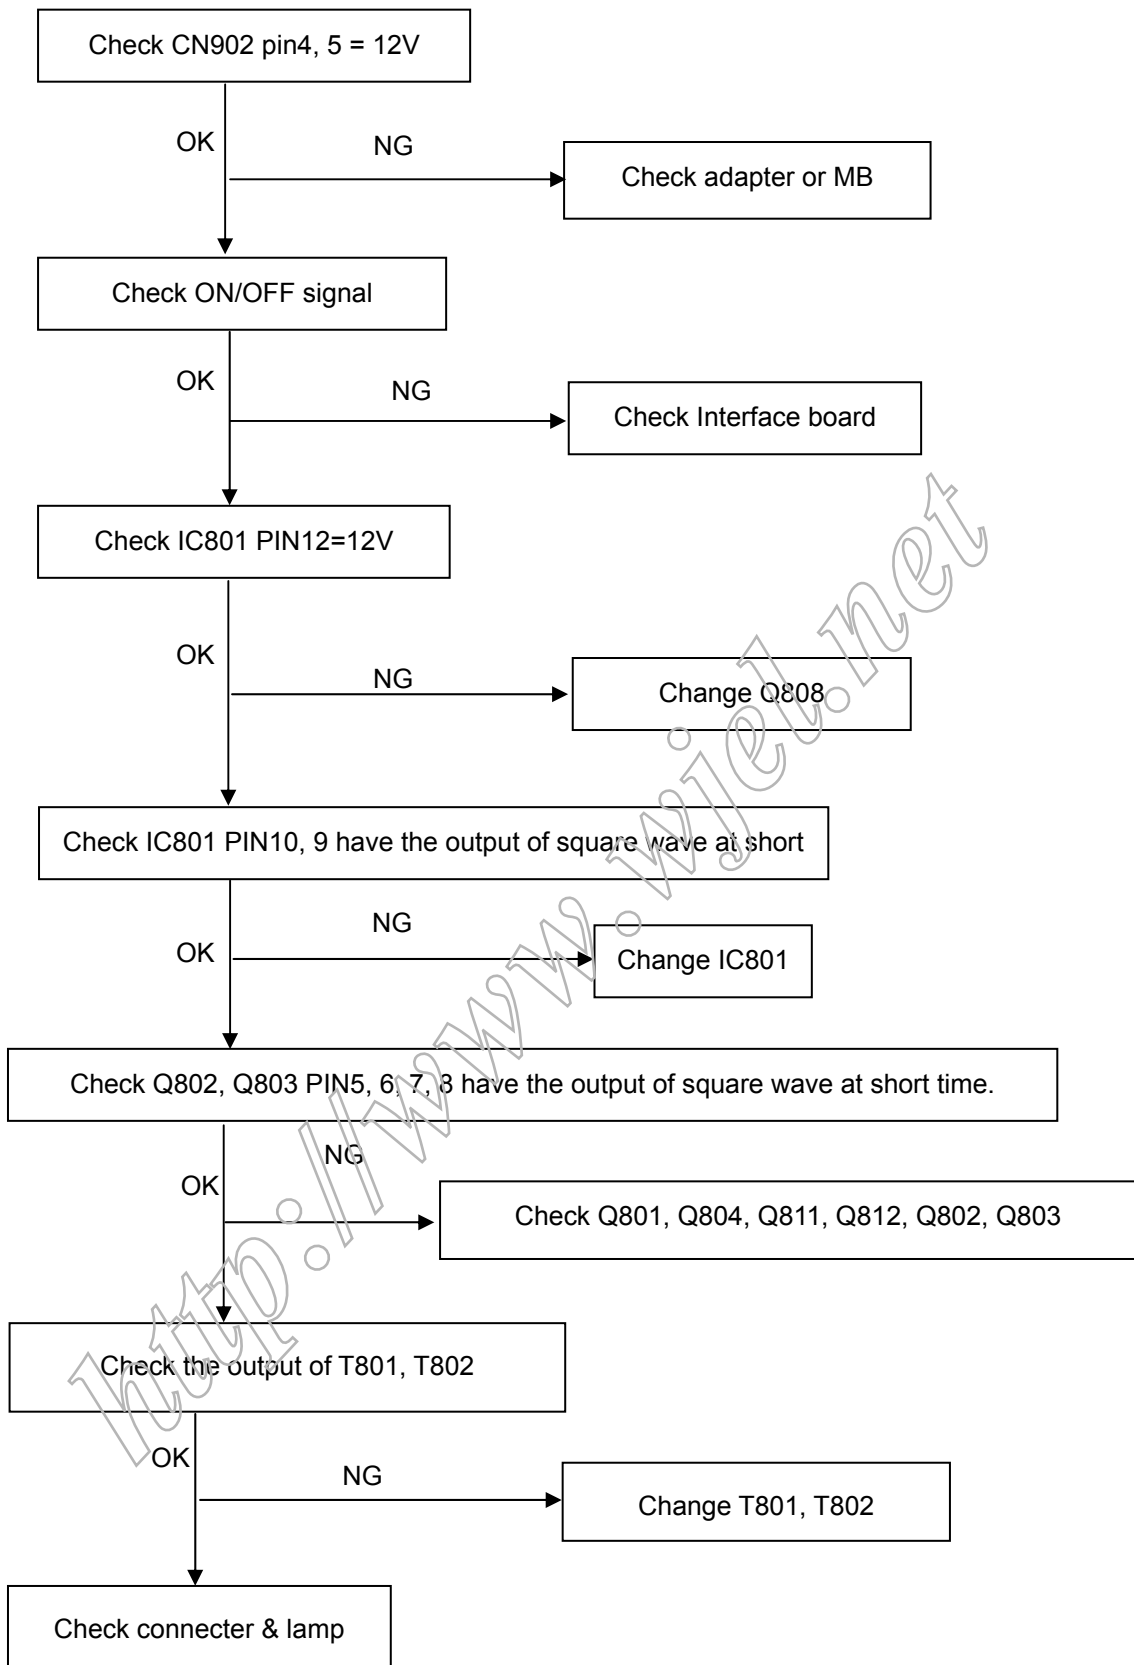 Check CN902 pin4, 5 = 12V
OK
NG
Check adapter or MB
Check ON/OFF signal
OK
NG
Check Interface board
Check IC801 PIN12=12V
OK
NG
Change Q808
Check IC801 PIN10, 9 have the output of square wave at short
NG
OK
Change IC801
Check Q802, Q803 PIN5, 6, 7, 8 have the output of square wave at short time.
NG
OK
Check Q801, Q804, Q811, Q812, Q802, Q803
Check the output of T801, T802
OK
NG
Change T801, T802
Check connecter & lamp
http://www.wjel.net